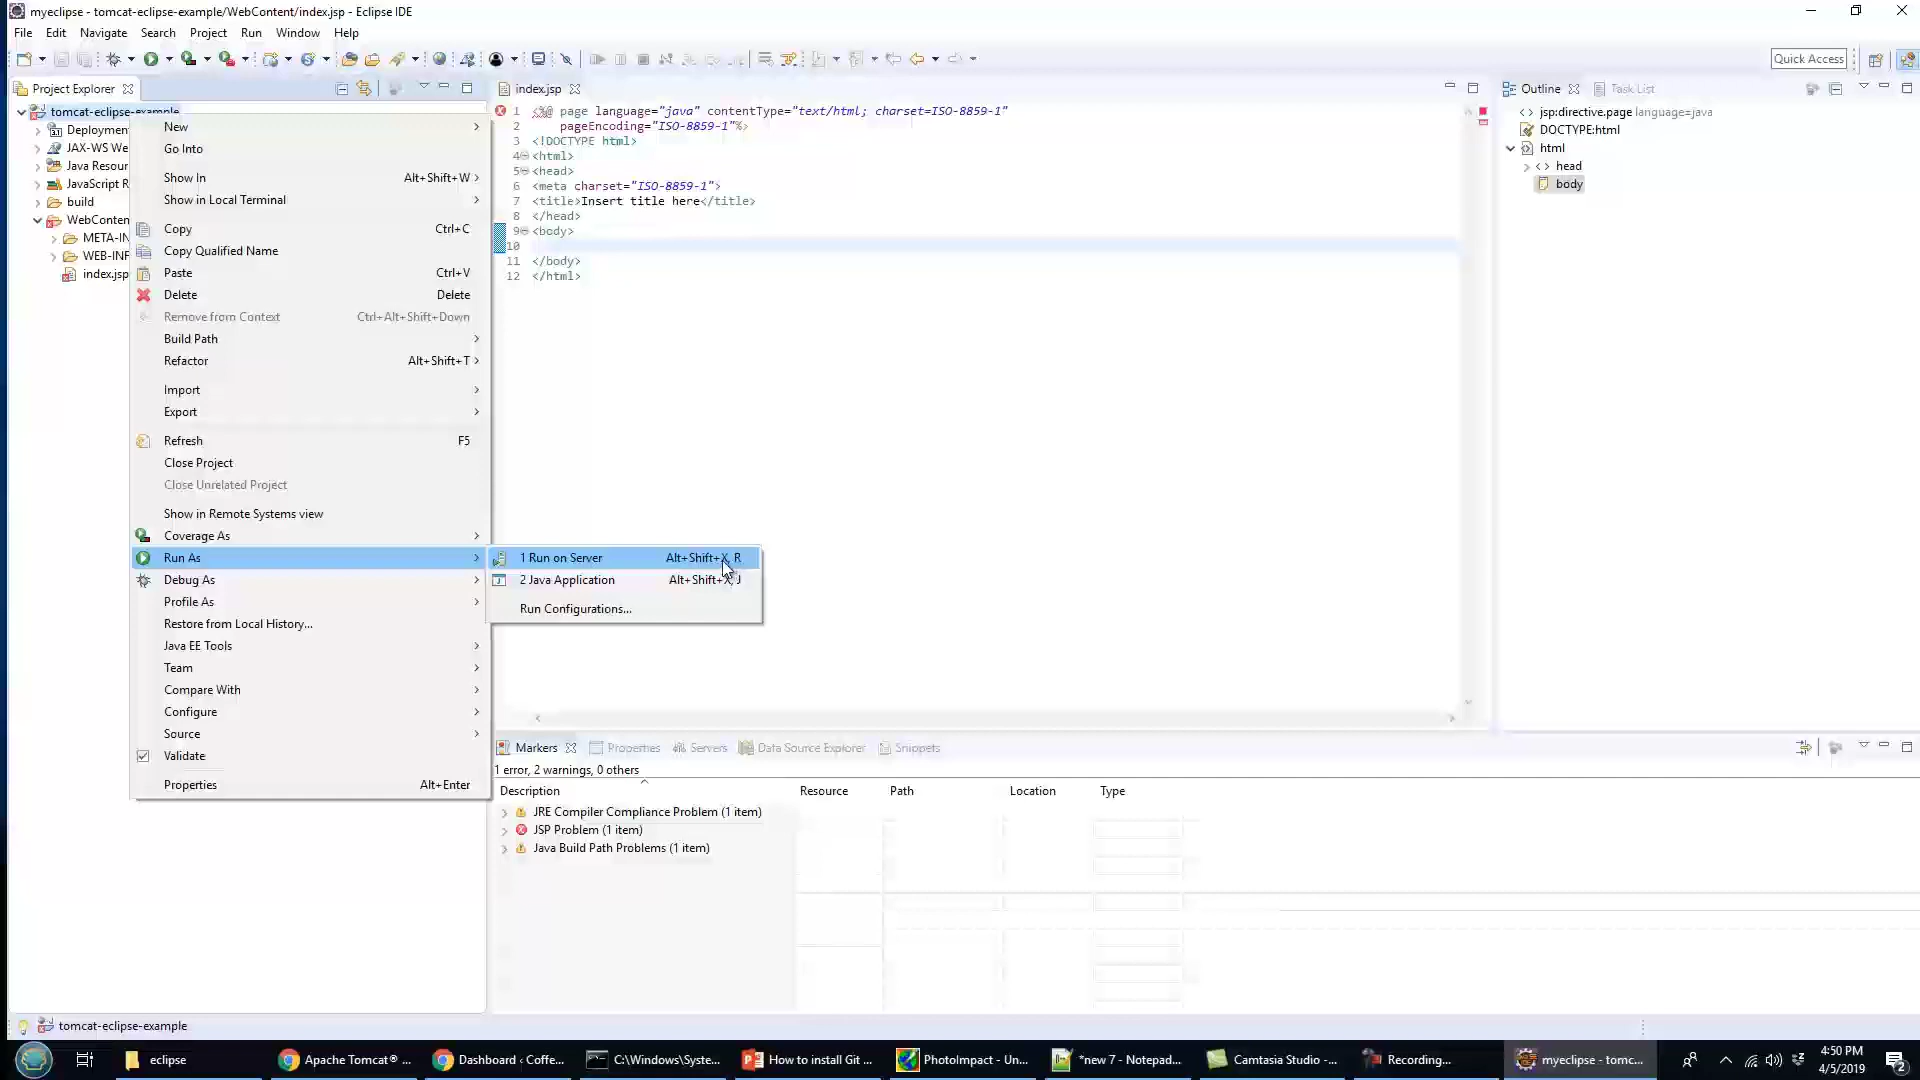 myeclipse - tomcat-eclipse-example/WebContent/index.jsp - Eclipse IDE
File Edit Navigate Search Project Run Window Help
Quick Access
Project Explorer
tomcat-eclipse-example
Deploymen
JAX-WS We
Java Resour
JavaScript R
build
WebConten
META-IN
WEB-INF
index.jsp
New
Go Into
Show In Alt+Shift+W
Show in Local Terminal
Copy Ctrl+C
Copy Qualified Name
Paste Ctrl+V
Delete Delete
Remove from Context Ctrl+Alt+Shift+Down
Build Path
Refactor Alt+Shift+T
Import
Export
Refresh F5
Close Project
Close Unrelated Project
Show in Remote Systems view
Coverage As
Run As
Debug As
Profile As
Restore from Local History...
Java EE Tools
Team
Compare With
Configure
Source
Validate
Properties Alt+Enter
1 Run on Server Alt+Shift+X, R
2 Java Application Alt+Shift+X, J
Run Configurations...
index.jsp
1 <%@ page language="java" contentType="text/html; charset=ISO-8859-1"
2 pageEncoding="ISO-8859-1"%>
3 <!DOCTYPE html>
4 <html>
5 <head>
6 <meta charset="ISO-8859-1">
7 <title>Insert title here</title>
8 </head>
9 <body>
10
11 </body>
12 </html>
Outline Task List
jsp:directive.page language=java
DOCTYPE:html
html
head
body
Markers Properties Servers Data Source Explorer Snippets
1 error, 2 warnings, 0 others
Description Resource Path Location Type
JRE Compiler Compliance Problem (1 item)
JSP Problem (1 item)
Java Build Path Problems (1 item)
tomcat-eclipse-example
eclipse Apache Tomcat® ... Dashboard ‹ Coffe... C:\Windows\Syste... How to install Git ... PhotoImpact - Un... *new 7 - Notepad... Camtasia Studio -... Recording... myeclipse - tomc...
4:50 PM
4/5/2019
2